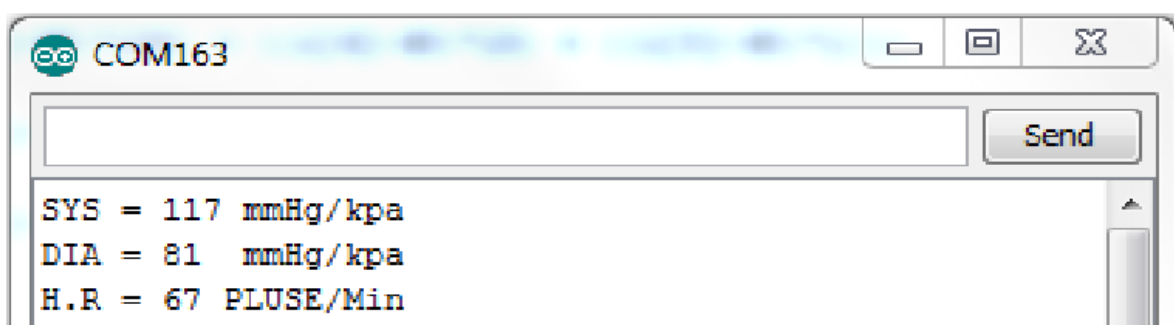 COM163
Send
SYS = 117 mmHg/kpa
DIA = 81  mmHg/kpa
H.R = 67 PLUSE/Min